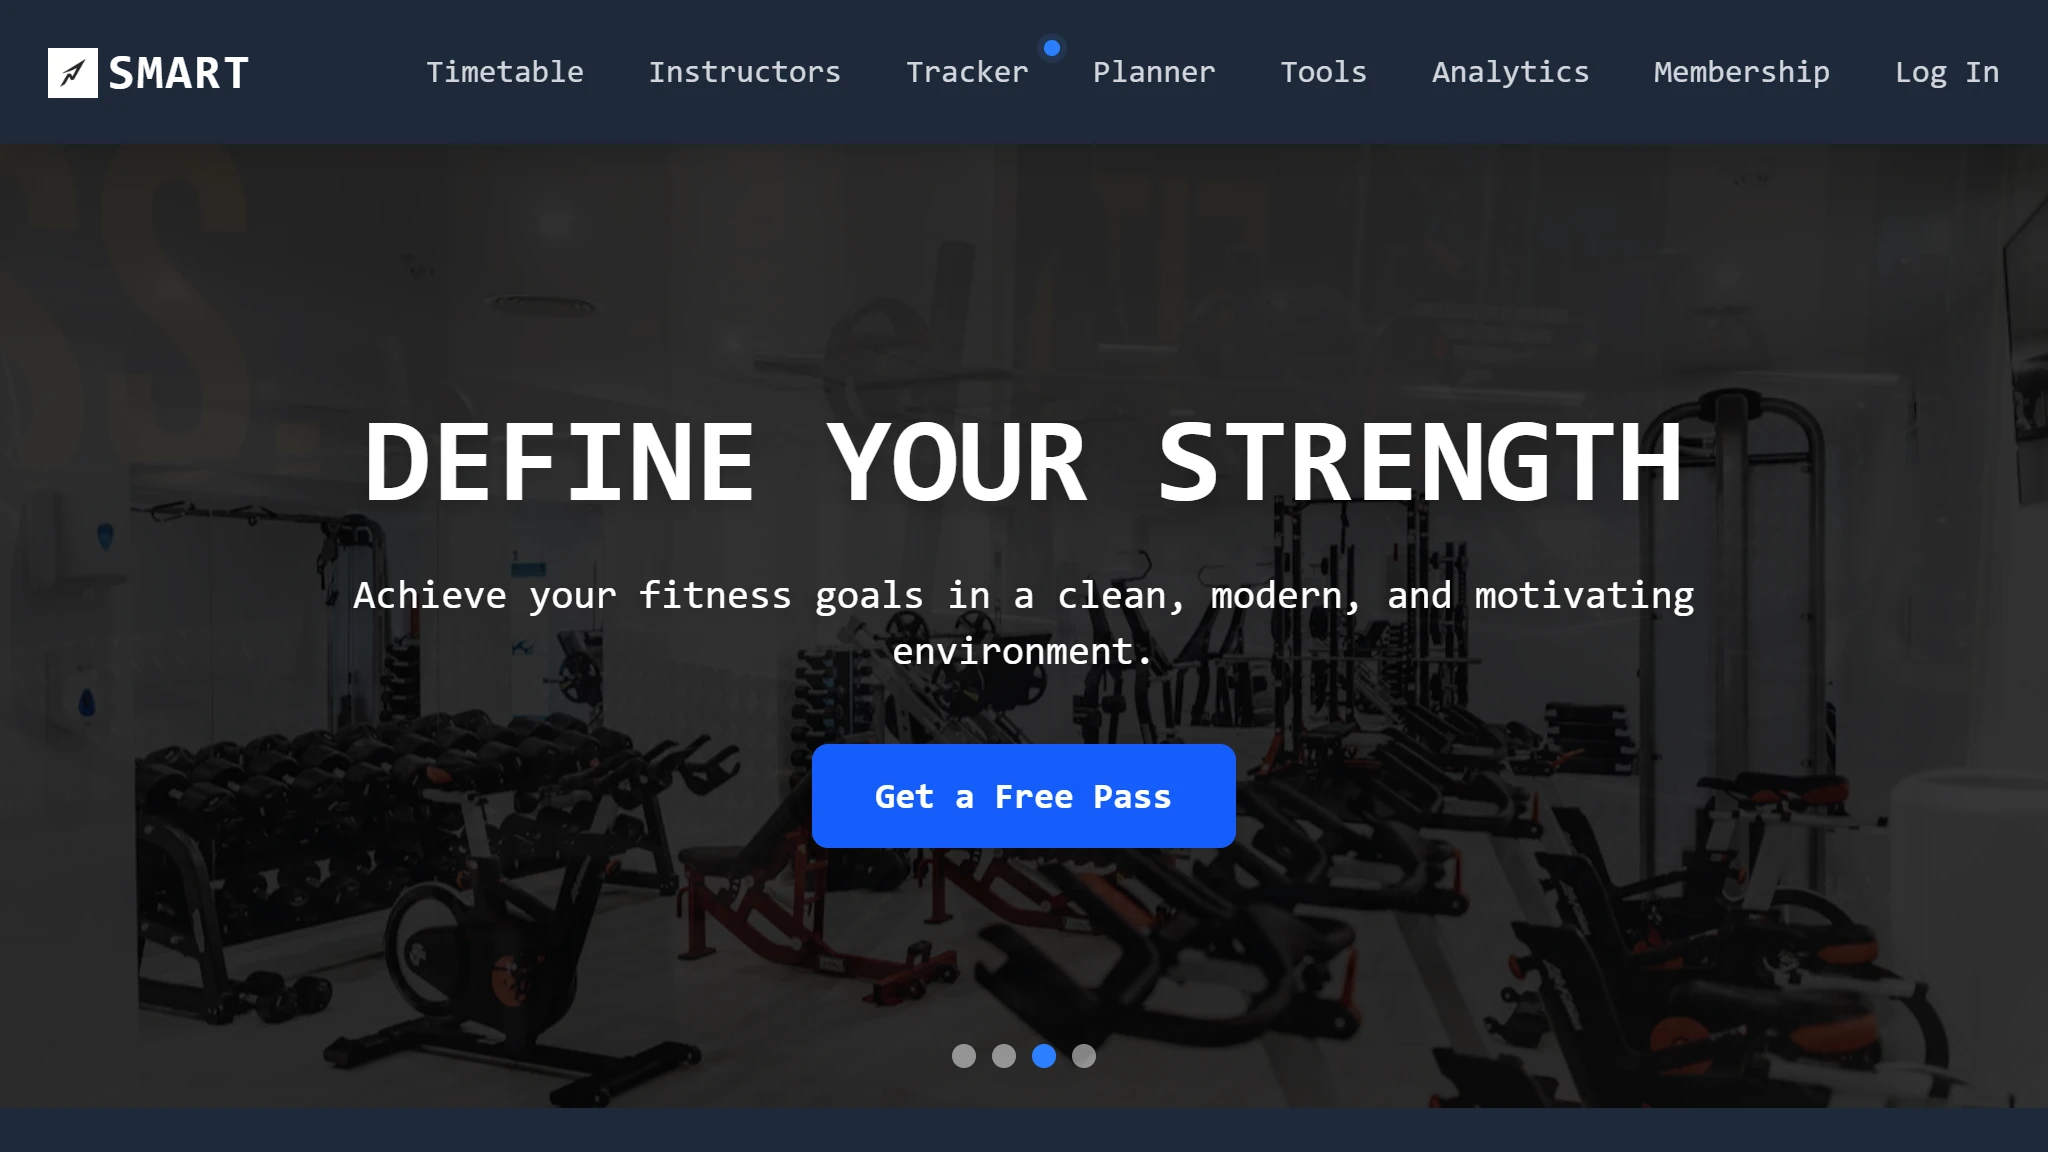 SMART
Timetable
Instructors
Tracker
Planner
Tools
Analytics
Membership
Log In
DEFINE YOUR STRENGTH
Achieve your fitness goals in a clean, modern, and motivating
environment.
Get a Free Pass